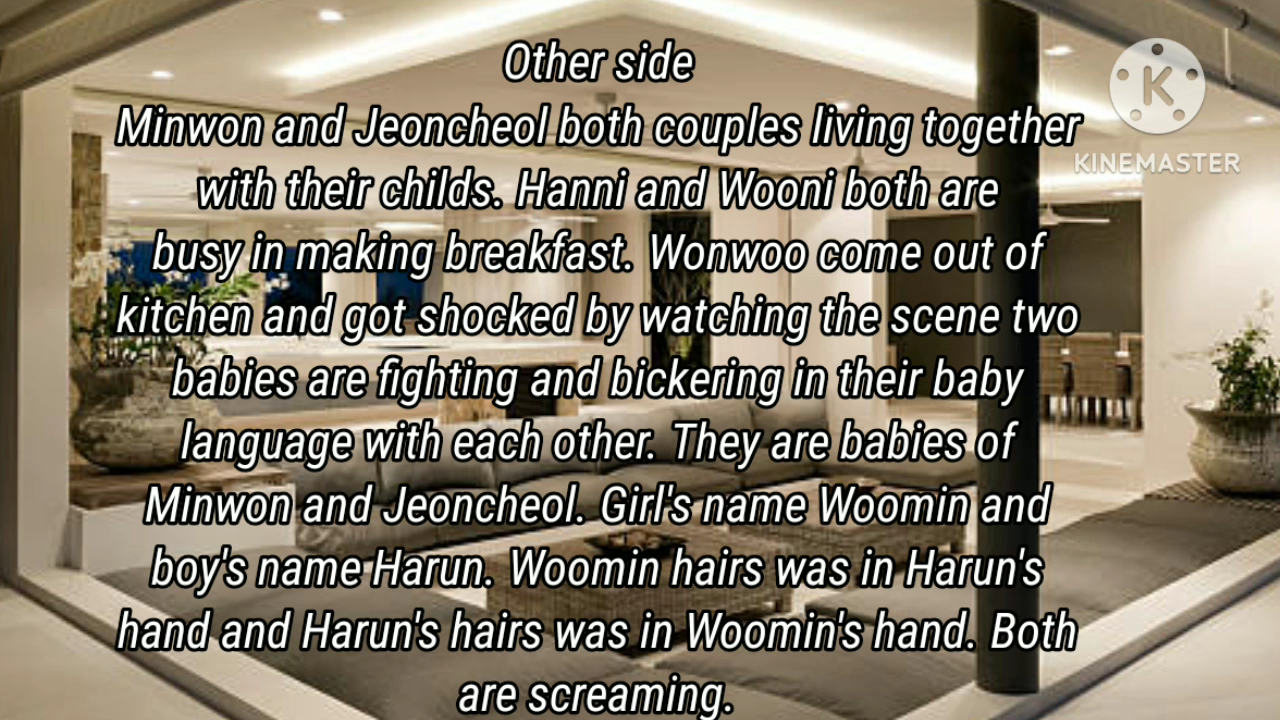 Other side
Minwon and Jeoncheol both couples living together
with their childs. Hanni and Wooni both are
busy in making breakfast. Wonwoo come out of
kitchen and got shocked by watching the scene two
babies are fighting and bickering in their baby
language with each other. They are babies of
Minwon and Jeoncheol. Girl's name Woomin and
boy's name Harun. Woomin hairs was in Harun's
hand and Harun's hairs was in Woomin's hand. Both
are screaming.
K
KINEMASTER